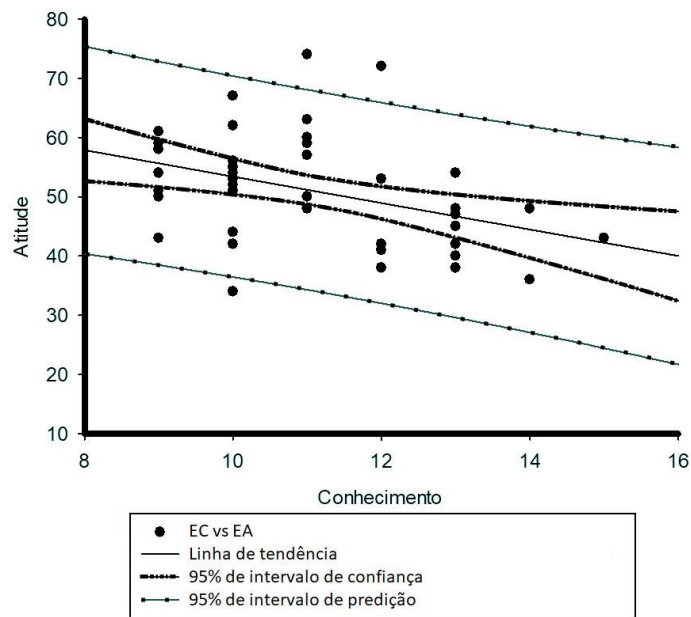 80
70
60
50
40
30
20
10
Atitude
8 10 12 14 16
Conhecimento
EC vs EA
Linha de tendência
95% de intervalo de confiança
95% de intervalo de predição